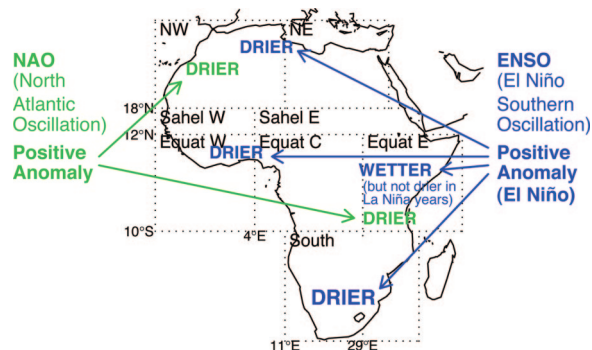 NW
NE
NAO
(North
Atlantic
Oscillation)
Positive
Anomaly
DRIER
DRIER
ENSO
(El Niño
Southern
Oscillation)
Positive
Anomaly
(El Niño)
18°N
Sahel W
Sahel E
12°N
Equat W
Equat C
Equat E
DRIER
WETTER
(but not drier in
La Niña years)
DRIER
10°S
4°E
South
DRIER
11°E
29°E